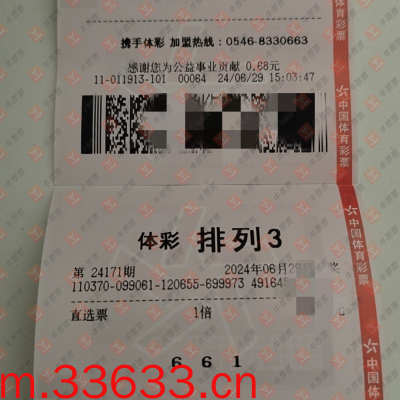 携手体彩 加盟热线：0546-8330663
感谢您为公益事业贡献 0.68元
11-011913-101 00064 24/06/29 15:03:47
中国体育彩票
体彩 排列3
第 24171期 2024年06月29 奖
110370-099061-120655-699973 49164
直选票 1倍 元
6 6 1
中国体育彩票
m.33633.cn